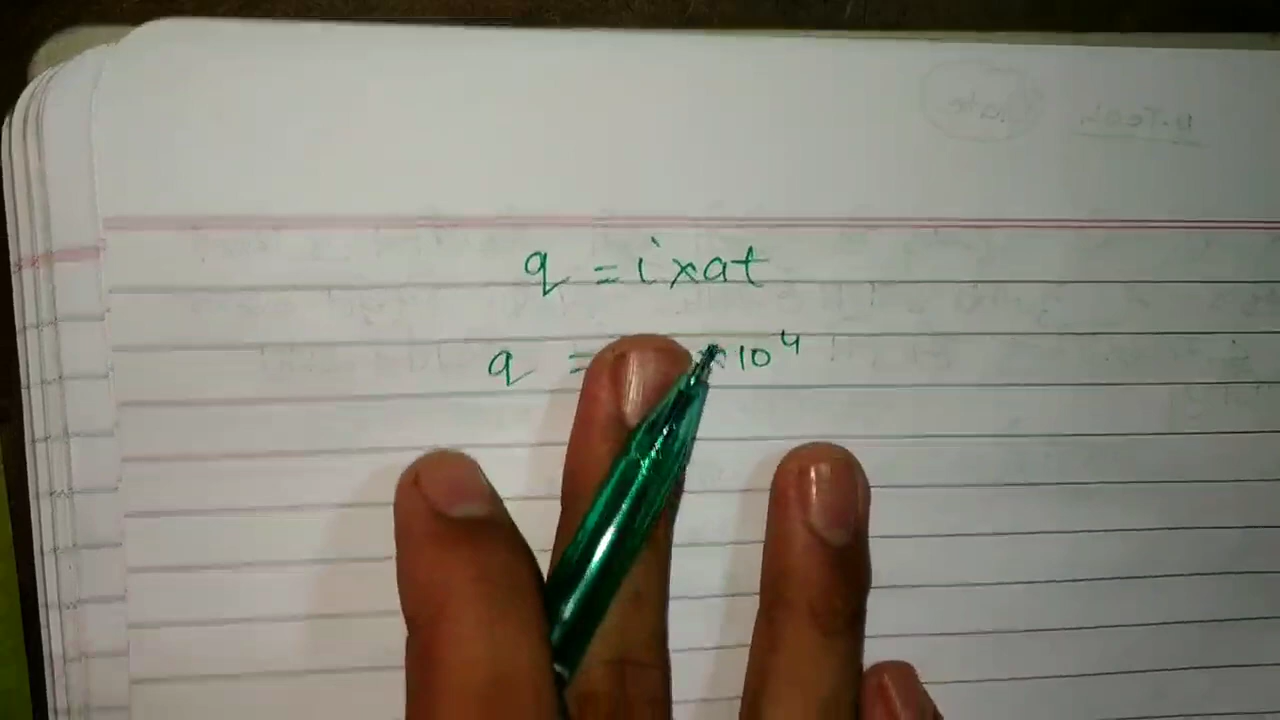 q = i×at
q = ×10⁴